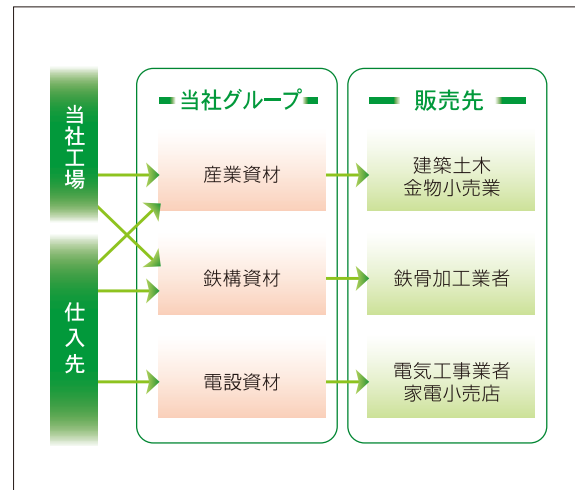 当社工場
仕入先
当社グループ
産業資材
鉄構資材
電設資材
販売先
建築土木
金物小売業
鉄骨加工業者
電気工事業者
家電小売店